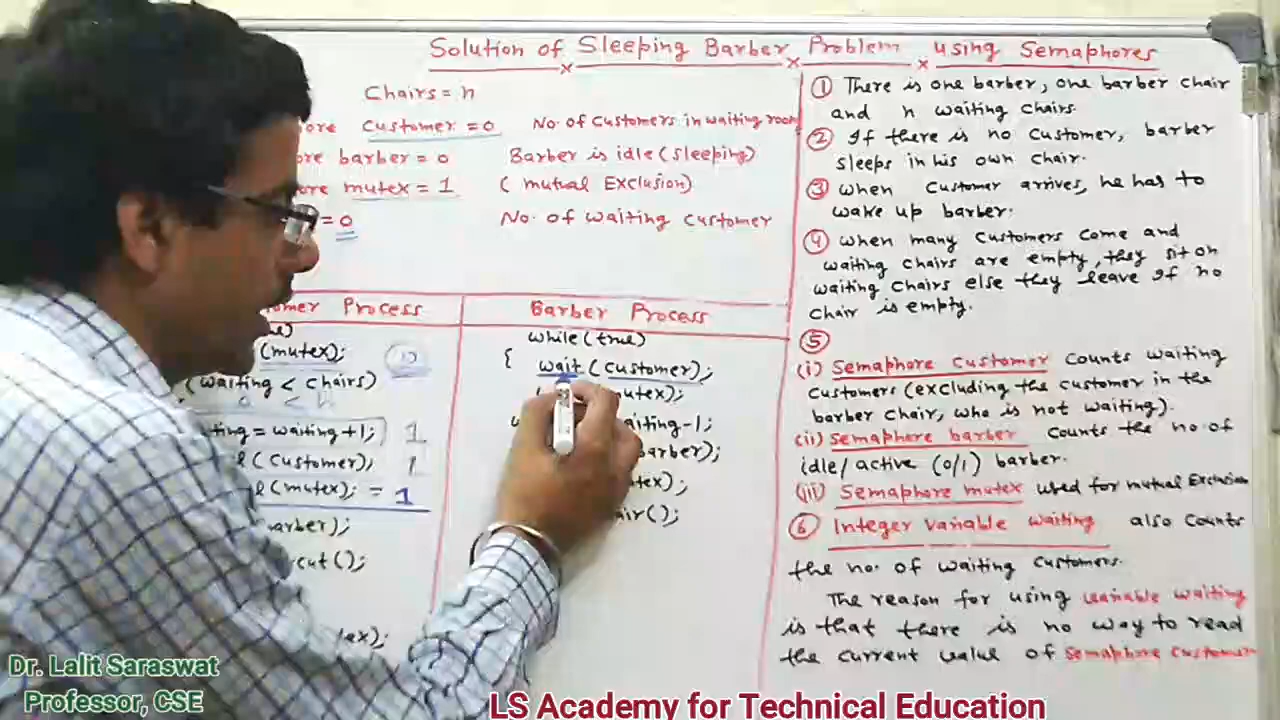 Solution of Sleeping Barber Problem using Semaphores
Chairs = n
ore customer = 0 No. of customers in waiting room
ore barber = 0 Barber is idle (sleeping)
ore mutex = 1 ( mutual Exclusion)
= 0 No. of waiting customer
omer Process
(mutex);
(waiting < chairs)
0 <
ting = waiting+1; 1
l (customer); 1
l (mutex); = 1
arber);
cut();
tex);
Barber Process
while(true)
{ wait (customer);
utex);
aiting-1;
barber);
tex);
air();
① There is one barber, one barber chair
and n waiting chairs.
② If there is no customer, barber
sleeps in his own chair.
③ when customer arrives, he has to
wake up barber.
④ when many customers come and
waiting chairs are empty, they sit on
waiting chairs else they leave if no
chair is empty.
⑤
(i) Semaphore customer counts waiting
customers (excluding the customer in the
barber chair, who is not waiting).
(ii) Semaphore barber counts the no. of
idle/active (0/1) barber.
(iii) Semaphore mutex used for mutual Exclusion
⑥ Integer variable waiting also counts
the no. of waiting customers.
The reason for using variable waiting
is that there is no way to read
the current value of Semaphore customer
Dr. Lalit Saraswat
Professor, CSE
LS Academy for Technical Education